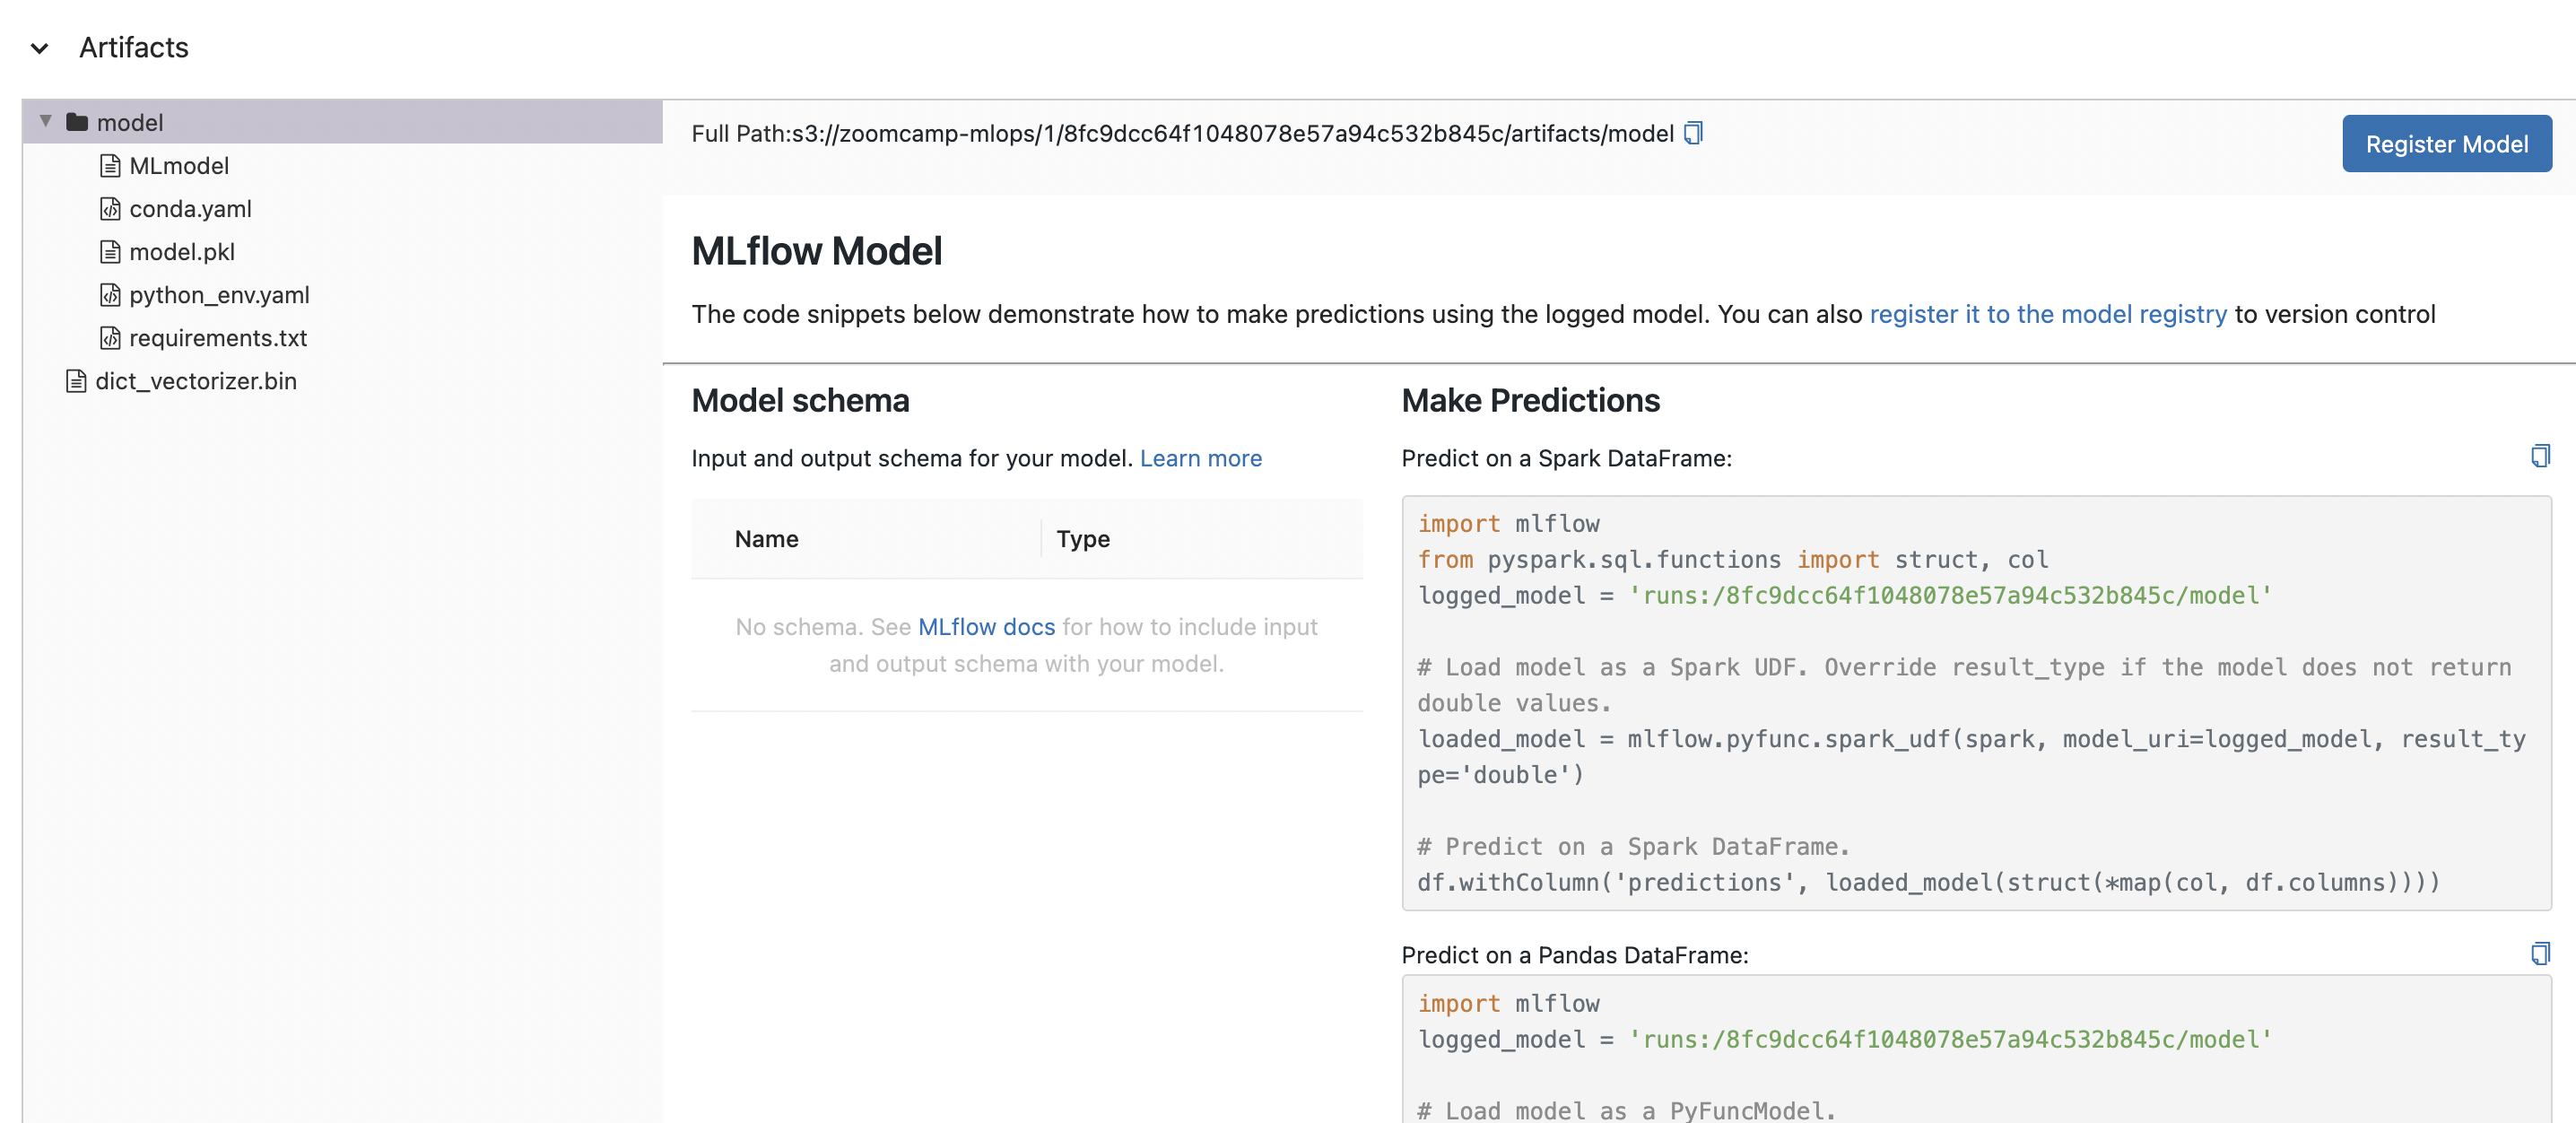 Artifacts
model
MLmodel
conda.yaml
model.pkl
python_env.yaml
requirements.txt
dict_vectorizer.bin
Full Path:s3://zoomcamp-mlops/1/8fc9dcc64f1048078e57a94c532b845c/artifacts/model
Register Model
MLflow Model
The code snippets below demonstrate how to make predictions using the logged model. You can also register it to the model registry to version control
Model schema
Input and output schema for your model. Learn more
Name Type
No schema. See MLflow docs for how to include input
and output schema with your model.
Make Predictions
Predict on a Spark DataFrame:
import mlflow
from pyspark.sql.functions import struct, col
logged_model = 'runs:/8fc9dcc64f1048078e57a94c532b845c/model'
# Load model as a Spark UDF. Override result_type if the model does not return
double values.
loaded_model = mlflow.pyfunc.spark_udf(spark, model_uri=logged_model, result_ty
pe='double')
# Predict on a Spark DataFrame.
df.withColumn('predictions', loaded_model(struct(*map(col, df.columns))))
Predict on a Pandas DataFrame:
import mlflow
logged_model = 'runs:/8fc9dcc64f1048078e57a94c532b845c/model'
# Load model as a PyFuncModel.